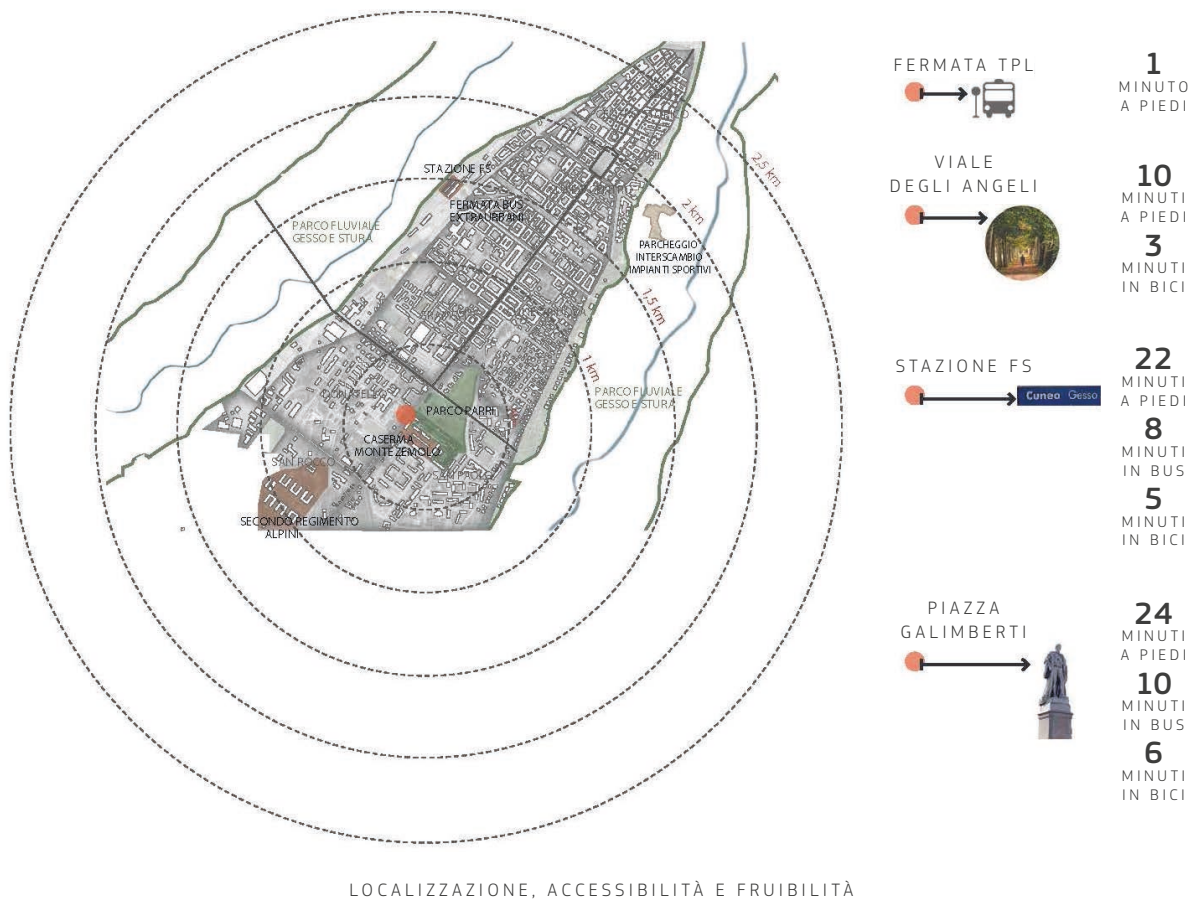 STAZIONE FS
FERMATA BUS
EXTRAURBANI
PARCO FLUVIALE
GESSO E STURA
PARCHEGGIO
INTERSCAMBIO
IMPIANTI SPORTIVI
2,5 km
2 km
1,5 km
1 km
PARCO FLUVIALE
GESSO E STURA
PARCO PARRI
CASERMA
MONTE ZEMOLO
SAN ROCCO
SAN PAOLO
SECONDO REGIMENTO
ALPINI
FERMATA TPL
1
MINUTO
A PIEDI
VIALE
DEGLI ANGELI
10
MINUTI
A PIEDI
3
MINUTI
IN BICI
STAZIONE FS
Cuneo Gesso
22
MINUTI
A PIEDI
8
MINUTI
IN BUS
5
MINUTI
IN BICI
PIAZZA
GALIMBERTI
24
MINUTI
A PIEDI
10
MINUTI
IN BUS
6
MINUTI
IN BICI
LOCALIZZAZIONE, ACCESSIBILITÀ E FRUIBILITÀ